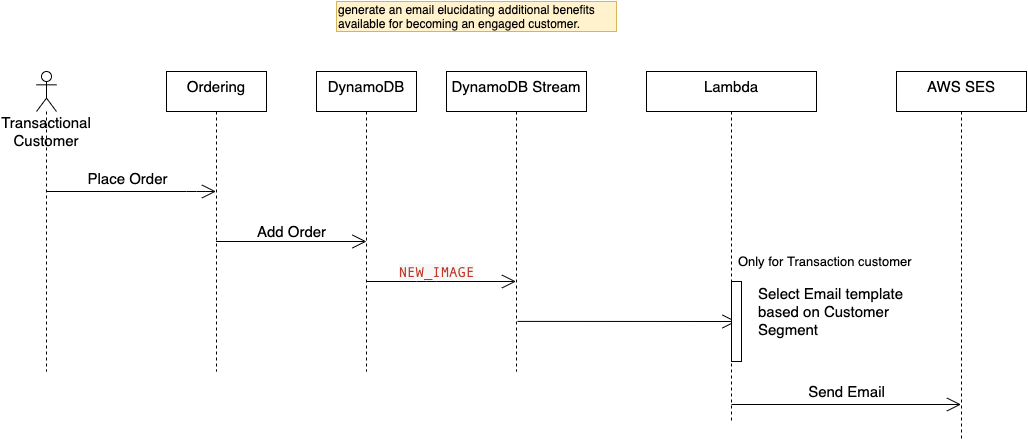 generate an email elucidating additional benefits
available for becoming an engaged customer.
Ordering
DynamoDB
DynamoDB Stream
Lambda
AWS SES
Transactional
Customer
Place Order
Add Order
NEW_IMAGE
Only for Transaction customer
Select Email template
based on Customer
Segment
Send Email